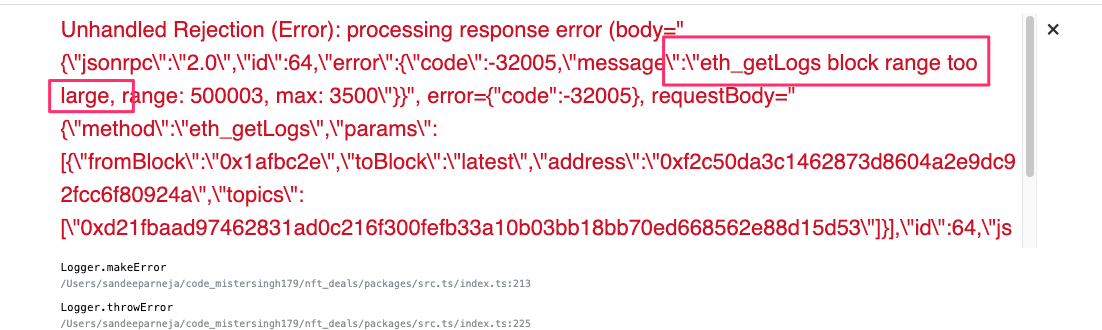 Unhandled Rejection (Error): processing response error (body="
{\"jsonrpc\":\"2.0\",\"id\":64,\"error\":{\"code\":-32005,\"message\":\"eth_getLogs block range too
large, range: 500003, max: 3500\"}}", error={"code":-32005}, requestBody="
{\"method\":\"eth_getLogs\",\"params\":
[{\"fromBlock\":\"0x1afbc2e\",\"toBlock\":\"latest\",\"address\":\"0xf2c50da3c1462873d8604a2e9dc9
2fcc6f80924a\",\"topics\":
[\"0xd21fbaad97462831ad0c216f300fefb33a10b03bb18bb70ed668562e88d15d53\"]}],\"id\":64,\"js
Logger.makeError
/Users/sandeeparneja/code_mistersingh179/nft_deals/packages/src.ts/index.ts:213
Logger.throwError
/Users/sandeeparneja/code_mistersingh179/nft_deals/packages/src.ts/index.ts:225